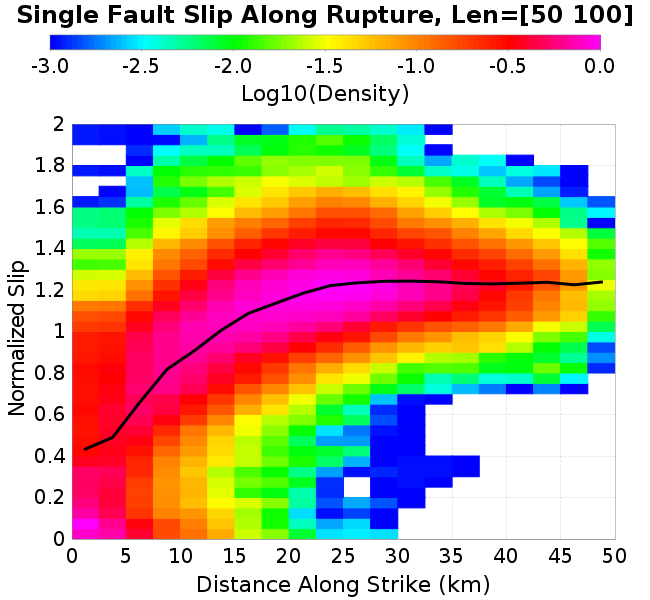 Single Fault Slip Along Rupture, Len=[50 100]
-3.0 -2.5 -2.0 -1.5 -1.0 -0.5 0.0
Log10(Density)
2
1.8
1.6
1.4
1.2
1
0.8
0.6
0.4
0.2
0
Normalized Slip
0 5 10 15 20 25 30 35 40 45 50
Distance Along Strike (km)